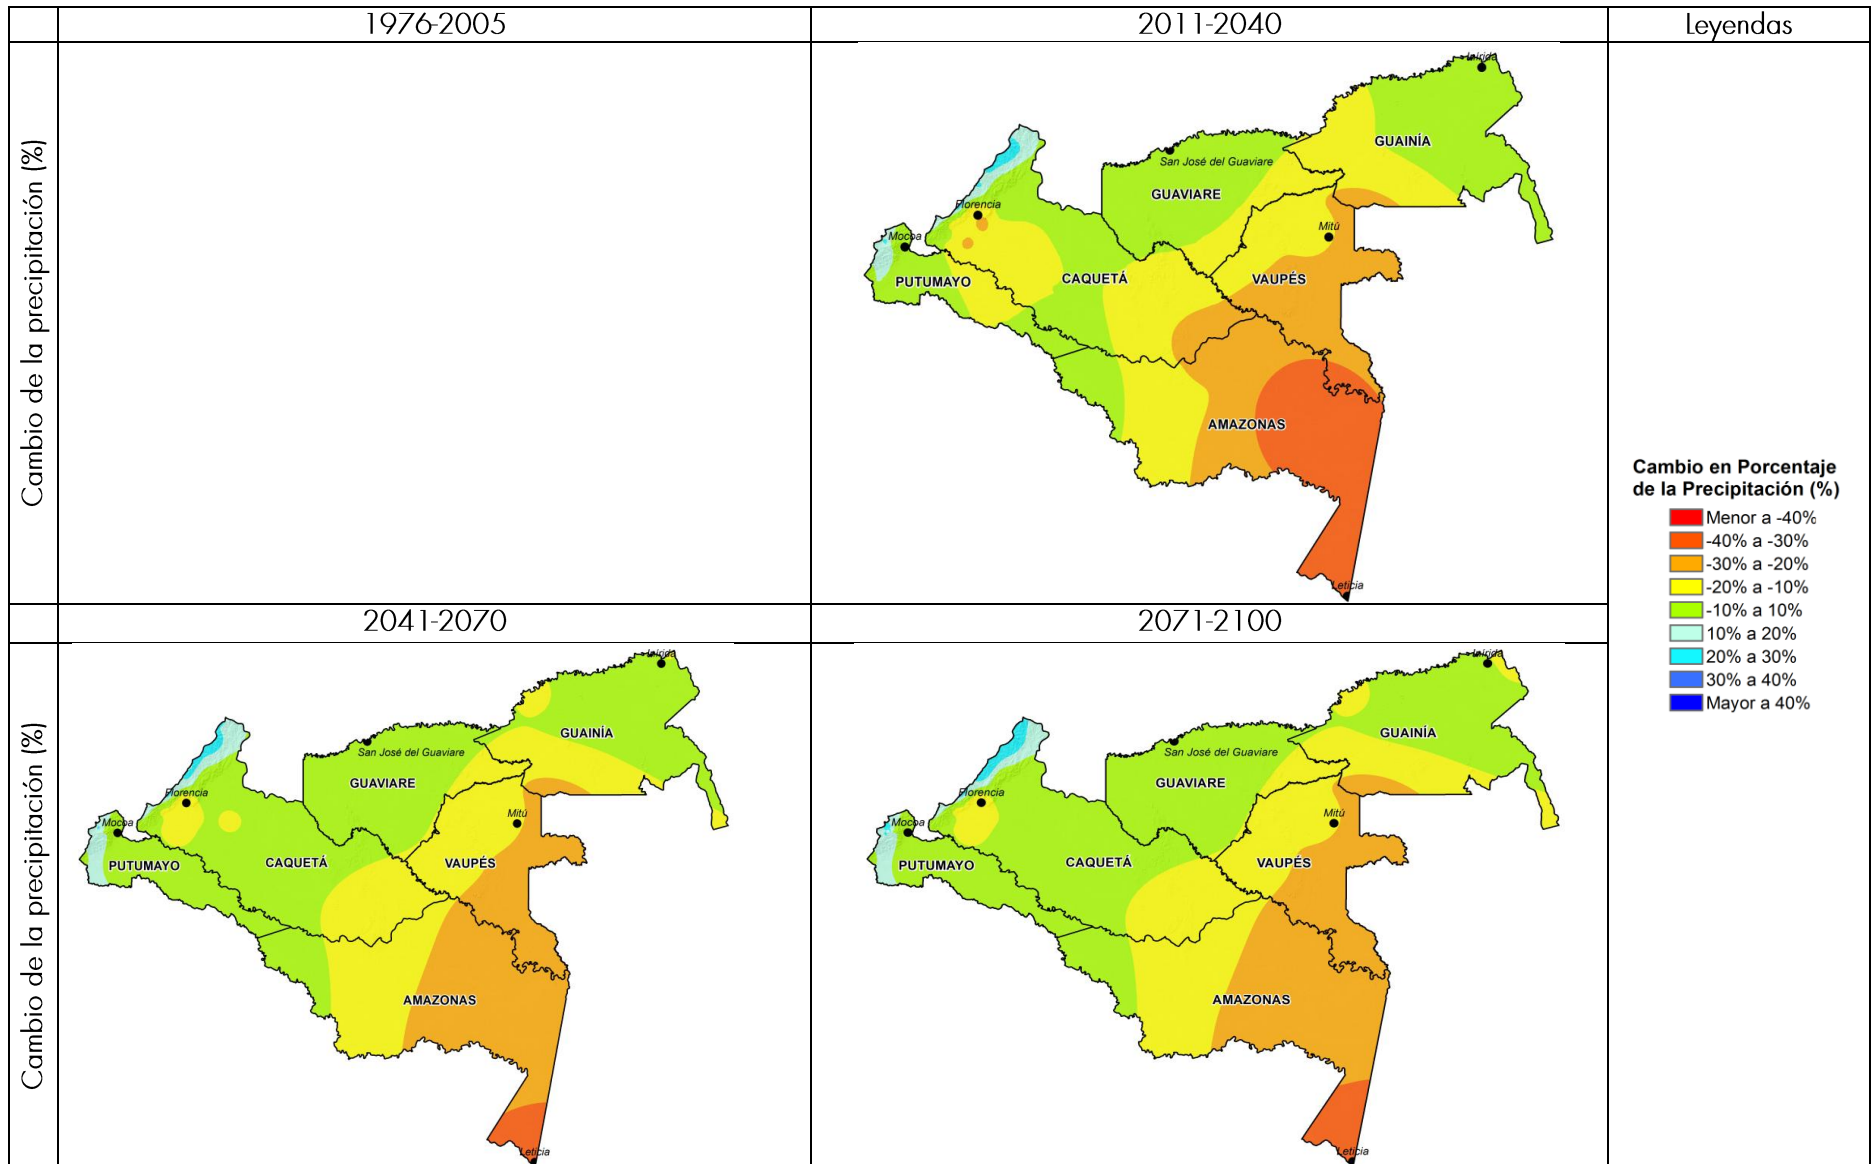 1976-2005
2011-2040
Leyendas
Cambio de la precipitación (%)
Inírida
GUAINÍA
San José del Guaviare
GUAVIARE
Florencia
Mitú
Mocoa
CAQUETÁ
VAUPÉS
PUTUMAYO
AMAZONAS
Leticia
Cambio en Porcentaje
de la Precipitación (%)
Menor a -40%
-40% a -30%
-30% a -20%
-20% a -10%
-10% a 10%
10% a 20%
20% a 30%
30% a 40%
Mayor a 40%
2041-2070
2071-2100
Cambio de la precipitación (%)
Inírida
GUAINÍA
San José del Guaviare
GUAVIARE
Florencia
Mitú
Mocoa
CAQUETÁ
VAUPÉS
PUTUMAYO
AMAZONAS
Leticia
Inírida
GUAINÍA
San José del Guaviare
GUAVIARE
Florencia
Mitú
Mocoa
CAQUETÁ
VAUPÉS
PUTUMAYO
AMAZONAS
Leticia